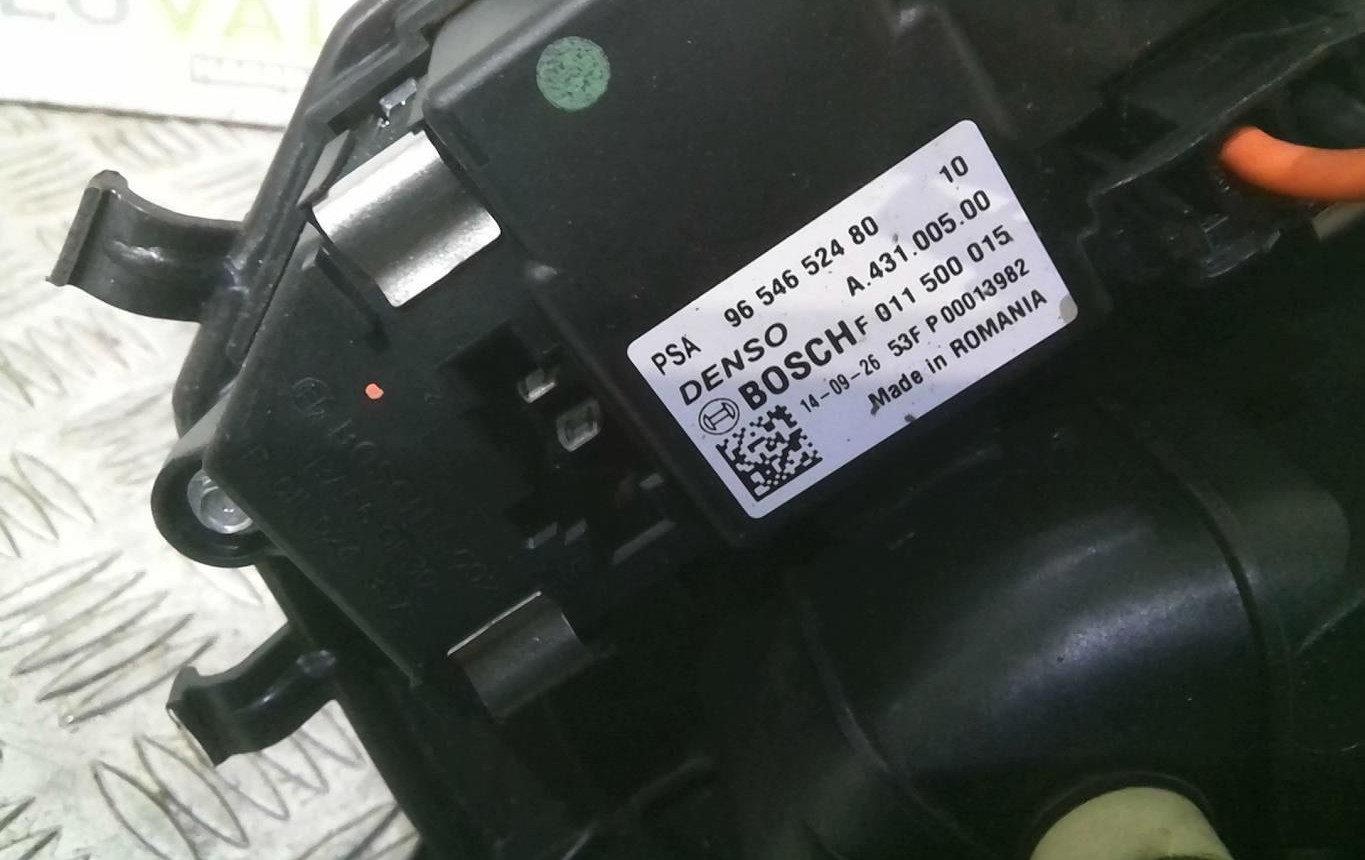 VAL
PSA 96 546 524 80 10
DENSO A.431.005.00
BOSCH F 011 500 015
14-09-26 53F P00013982
Made in ROMANIA